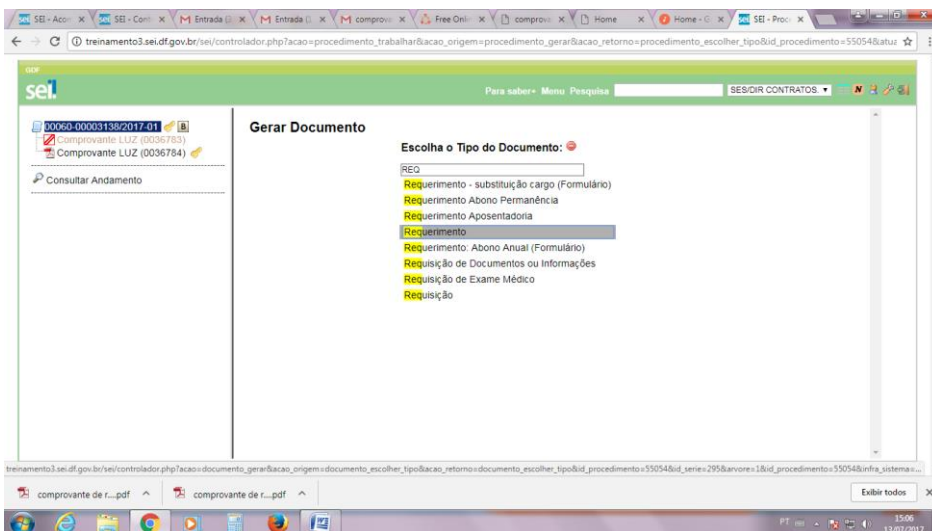 SEI - Aco SEI - Cont Entrada Entrada comprova Free Onli comprova Home Home - G SEI - Proc
treinamento3.sei.df.gov.br/sei/controlador.php?acao=procedimento_trabalhar&acao_origem=procedimento_gerar&acao_retorno=procedimento_escolher_tipo&id_procedimento=55054&atua
GDF
sei!
Para saber+ Menu Pesquisa SES/DIR CONTRATOS.
00060-00003138/2017-01
Comprovante LUZ (0036783)
Comprovante LUZ (0036784)
Consultar Andamento
Gerar Documento
Escolha o Tipo do Documento:
REQ
Requerimento - substituição cargo (Formulário)
Requerimento Abono Permanência
Requerimento Aposentadoria
Requerimento
Requerimento: Abono Anual (Formulário)
Requisição de Documentos ou Informações
Requisição de Exame Médico
Requisição
treinamento3.sei.df.gov.br/sei/controlador.php?acao=documento_gerar&acao_origem=documento_escolher_tipo&acao_retorno=documento_escolher_tipo&id_procedimento=55054&id_serie=295&arvore=1&id_procedimento=55054&infra_sistema=...
comprovante de r....pdf comprovante de r....pdf Exibir todos
PT 15:06
13/07/2017